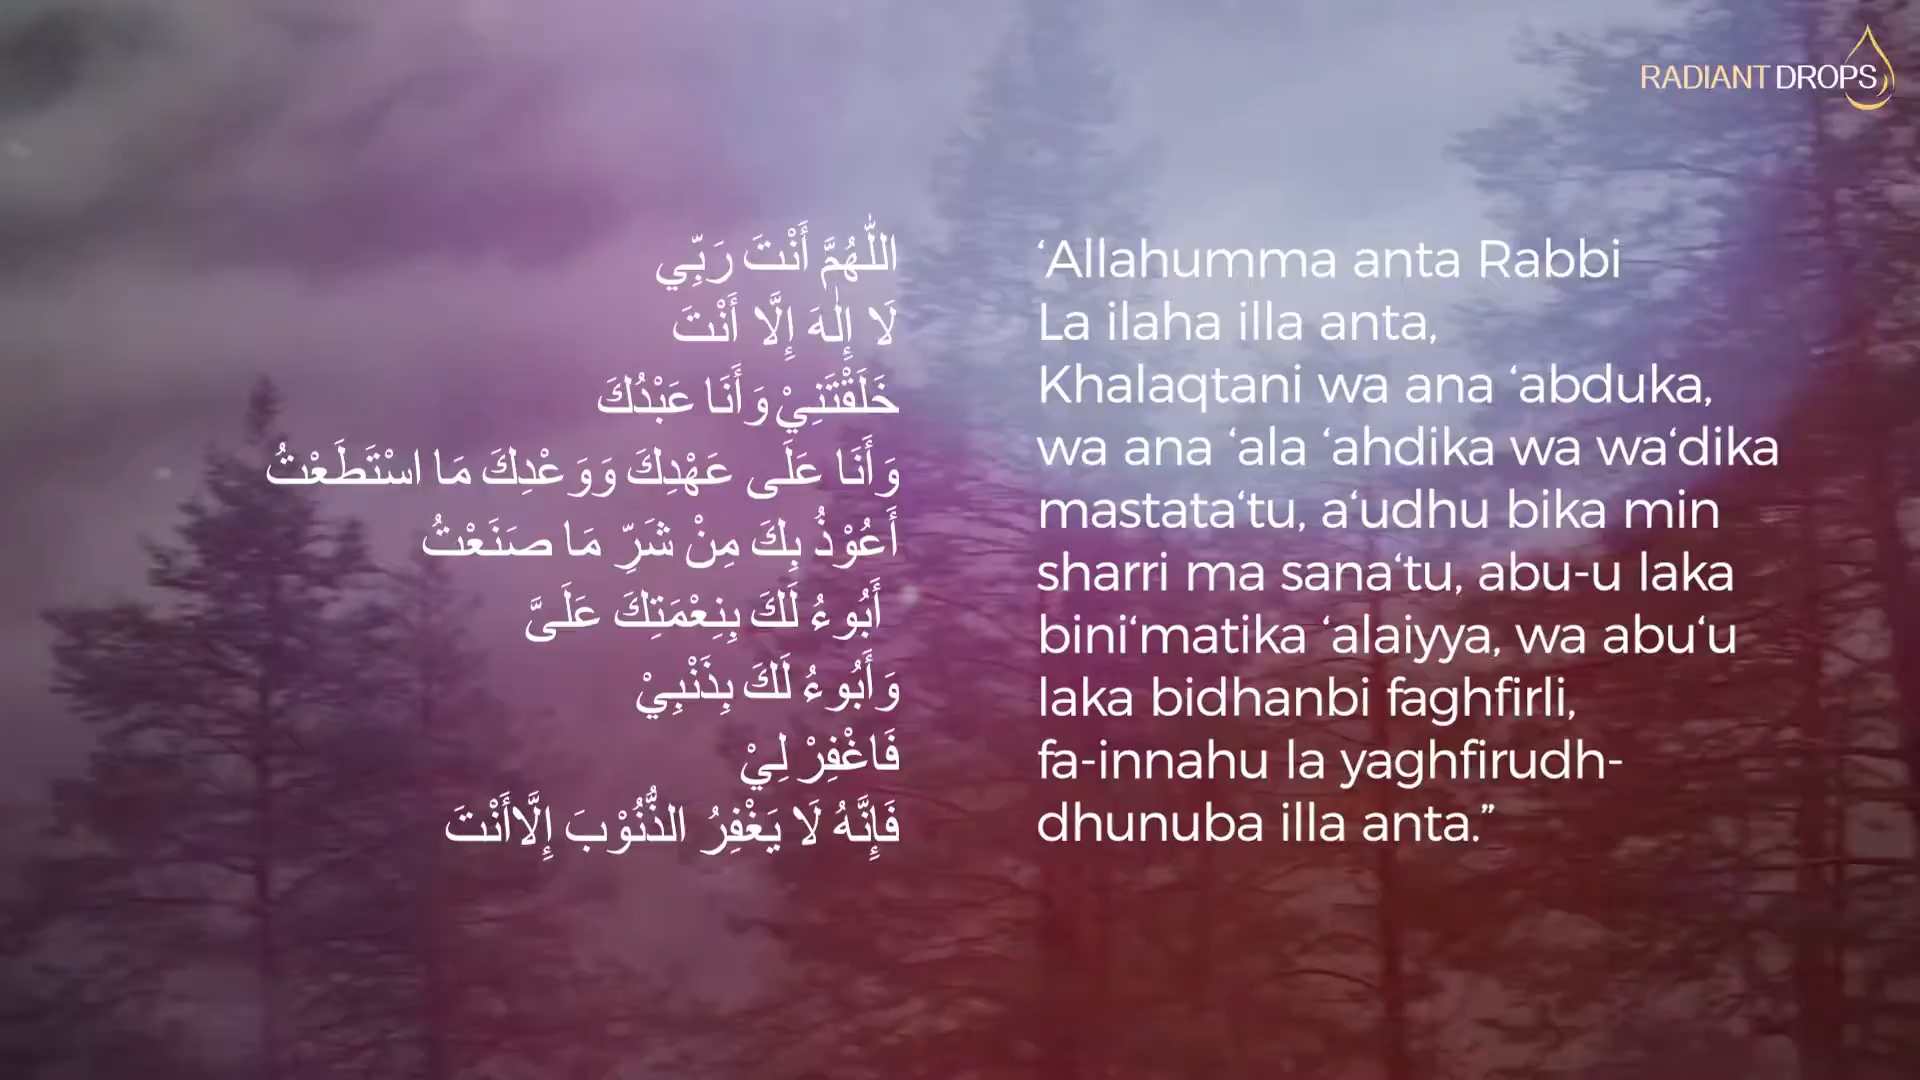 RADIANT DROPS
اللّٰهُمَّ أَنْتَ رَبِّي
لَا إِلٰهَ إِلَّا أَنْتَ
خَلَقْتَنِيْ وَأَنَا عَبْدُكَ
وَأَنَا عَلَى عَهْدِكَ وَوَعْدِكَ مَا اسْتَطَعْتُ
أَعُوْذُ بِكَ مِنْ شَرِّ مَا صَنَعْتُ
أَبُوءُ لَكَ بِنِعْمَتِكَ عَلَىَّ
وَأَبُوءُ لَكَ بِذَنْبِيْ
فَاغْفِرْ لِيْ
فَإِنَّهُ لَا يَغْفِرُ الذُّنُوْبَ إِلَّاأَنْتَ
‘Allahumma anta Rabbi
La ilaha illa anta,
Khalaqtani wa ana ‘abduka,
wa ana ‘ala ‘ahdika wa wa‘dika
mastata‘tu, a‘udhu bika min
sharri ma sana‘tu, abu-u laka
bini‘matika ‘alaiyya, wa abu‘u
laka bidhanbi faghfirli,
fa-innahu la yaghfirudh-
dhunuba illa anta.”